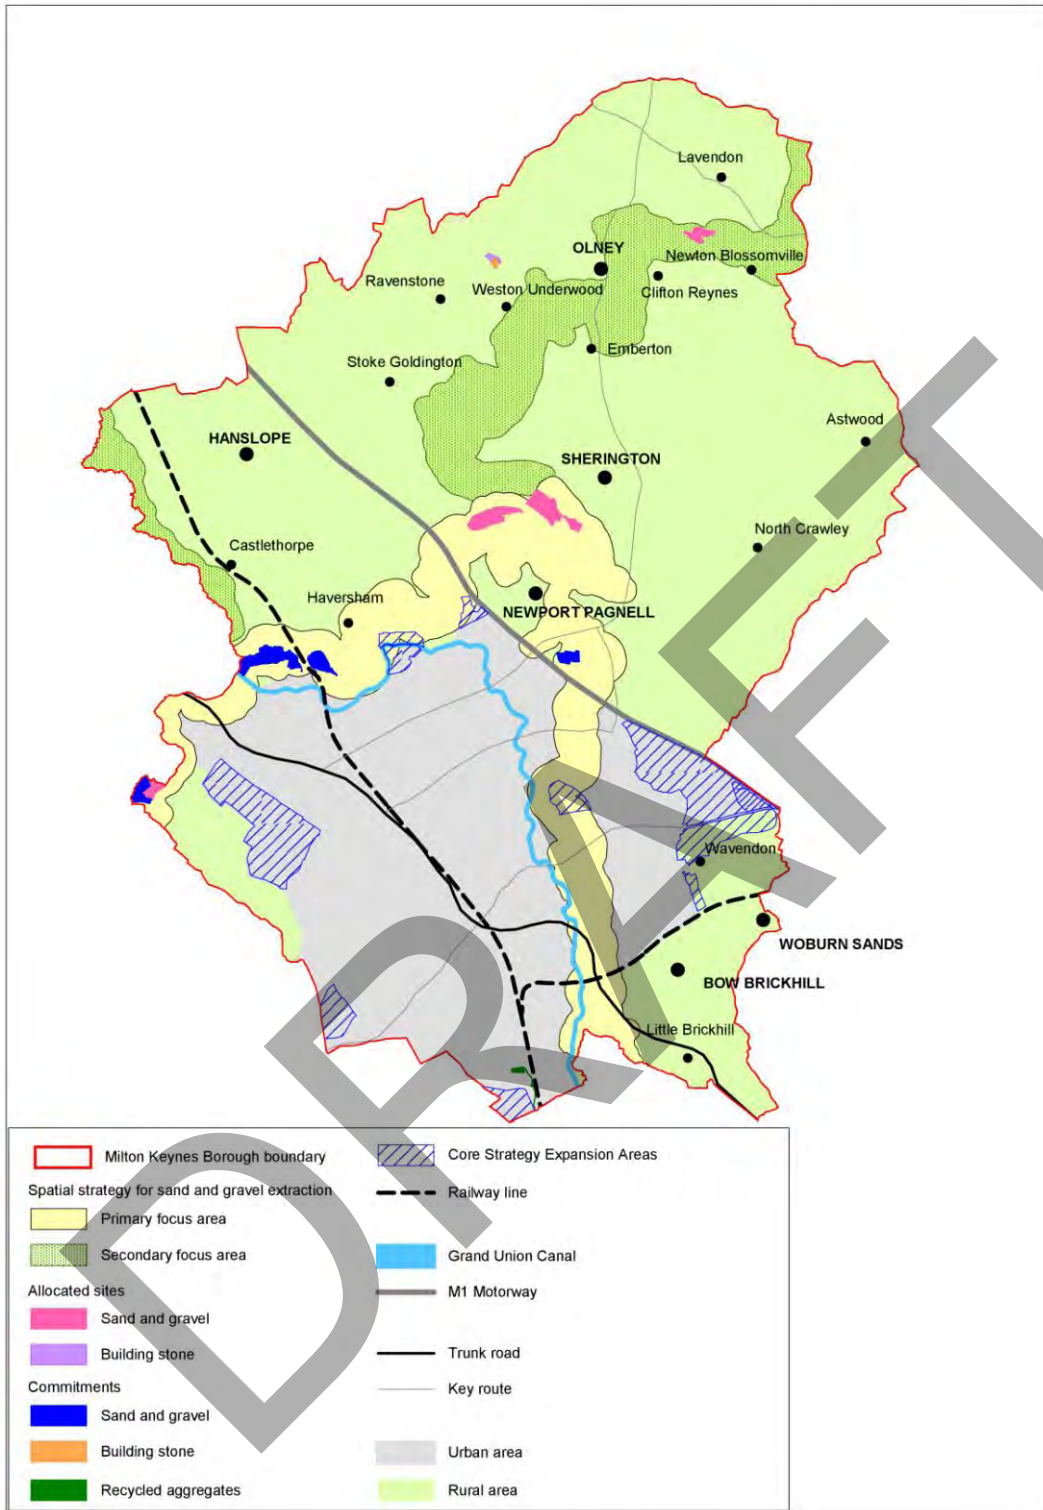 Lavendon
OLNEY
Newton Blossomville
Ravenstone
Weston Underwood
Clifton Reynes
Emberton
Stoke Goldington
Astwood
HANSLOPE
SHERINGTON
North Crawley
Castlethorpe
Haversham
NEWPORT PAGNELL
Wavendon
WOBURN SANDS
BOW BRICKHILL
Little Brickhill
DRAFT
Milton Keynes Borough boundary
Spatial strategy for sand and gravel extraction
Primary focus area
Secondary focus area
Allocated sites
Sand and gravel
Building stone
Commitments
Sand and gravel
Building stone
Recycled aggregates
Core Strategy Expansion Areas
Railway line
Grand Union Canal
M1 Motorway
Trunk road
Key route
Urban area
Rural area